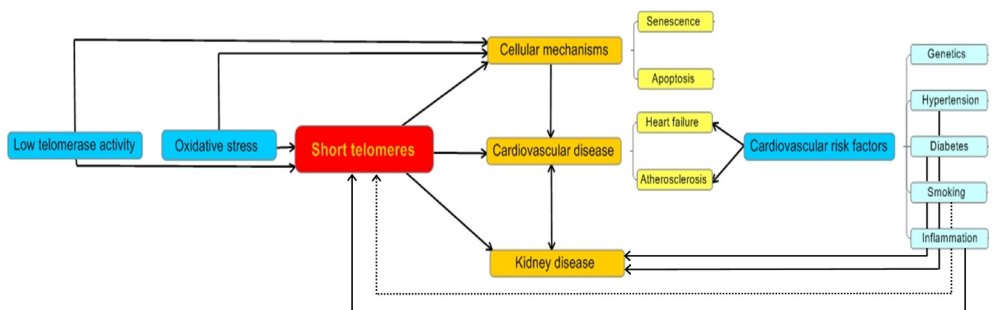 Senescence
Cellular mechanisms
Apoptosis
Low telomerase activity
Oxidative stress
Short telomeres
Cardiovascular disease
Heart failure
Atherosclerosis
Cardiovascular risk factors
Genetics
Hypertension
Diabetes
Smoking
Inflammation
Kidney disease